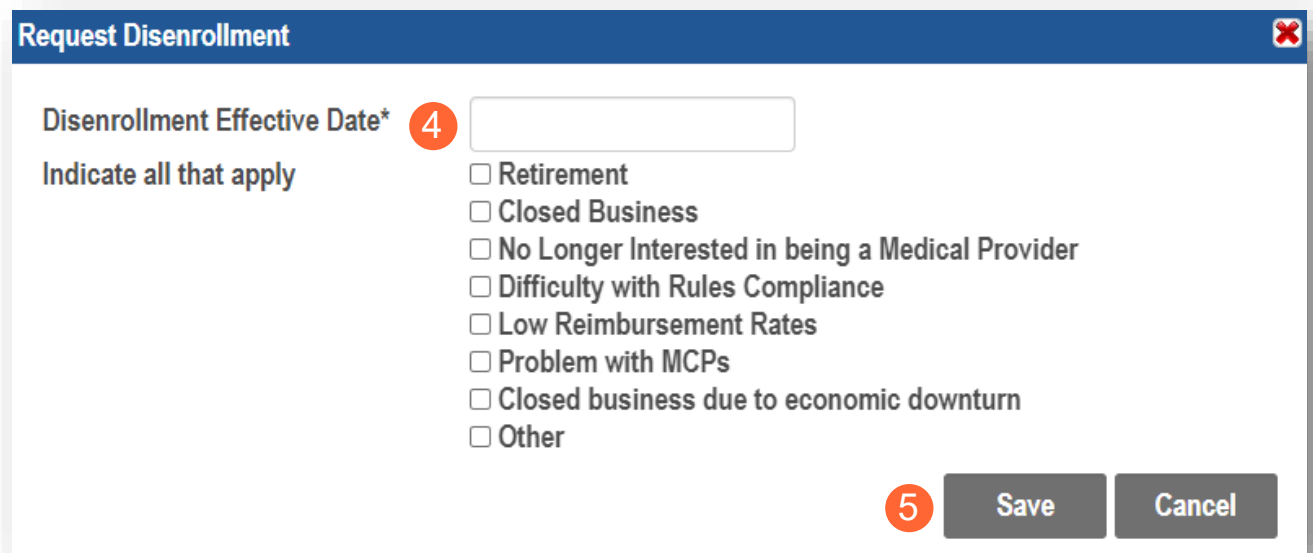 Request Disenrollment
Disenrollment Effective Date* 4
Indicate all that apply
Retirement
Closed Business
No Longer Interested in being a Medical Provider
Difficulty with Rules Compliance
Low Reimbursement Rates
Problem with MCPs
Closed business due to economic downturn
Other
5 Save Cancel